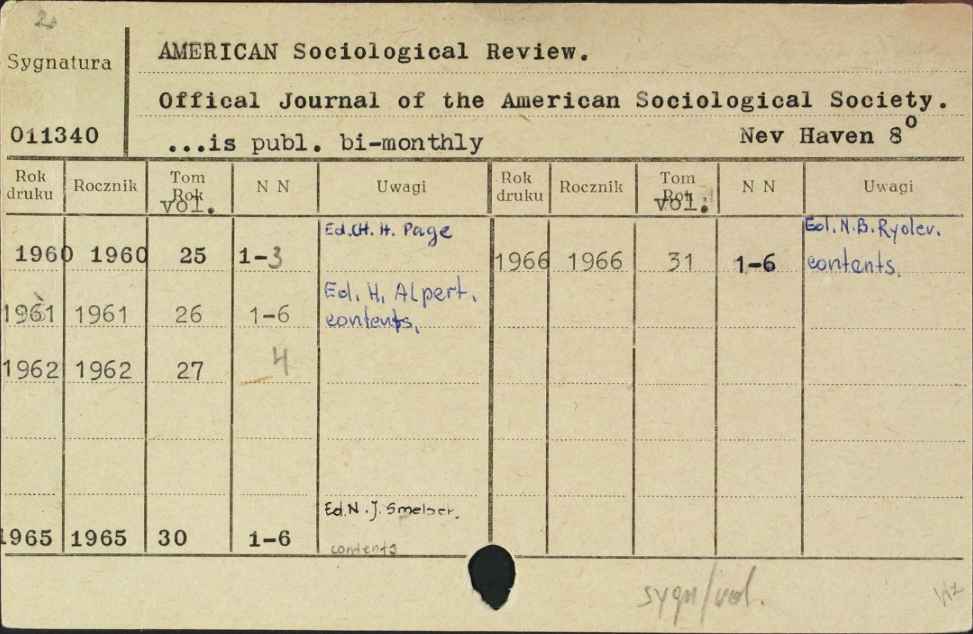 2
AMERICAN Sociological Review.
Sygnatura
Offical Journal of the American Sociological Society.
011340
...is publ. bi-monthly
Nev Haven 8°
Rok druku Rocznik Tom Rok vol. N N Uwagi Rok druku Rocznik Tom Rok vol. N N Uwagi
1960 1960 25 1-3 Ed. H. Page
1966 1966 31 1-6 Ed. N.B. Ryolev. contents.
1961 1961 26 1-6 Ed. H. Alpert. contents.
1962 1962 27 4
1965 1965 30 1-6 Ed. N. J. Smelser. contents
sygn/vol.